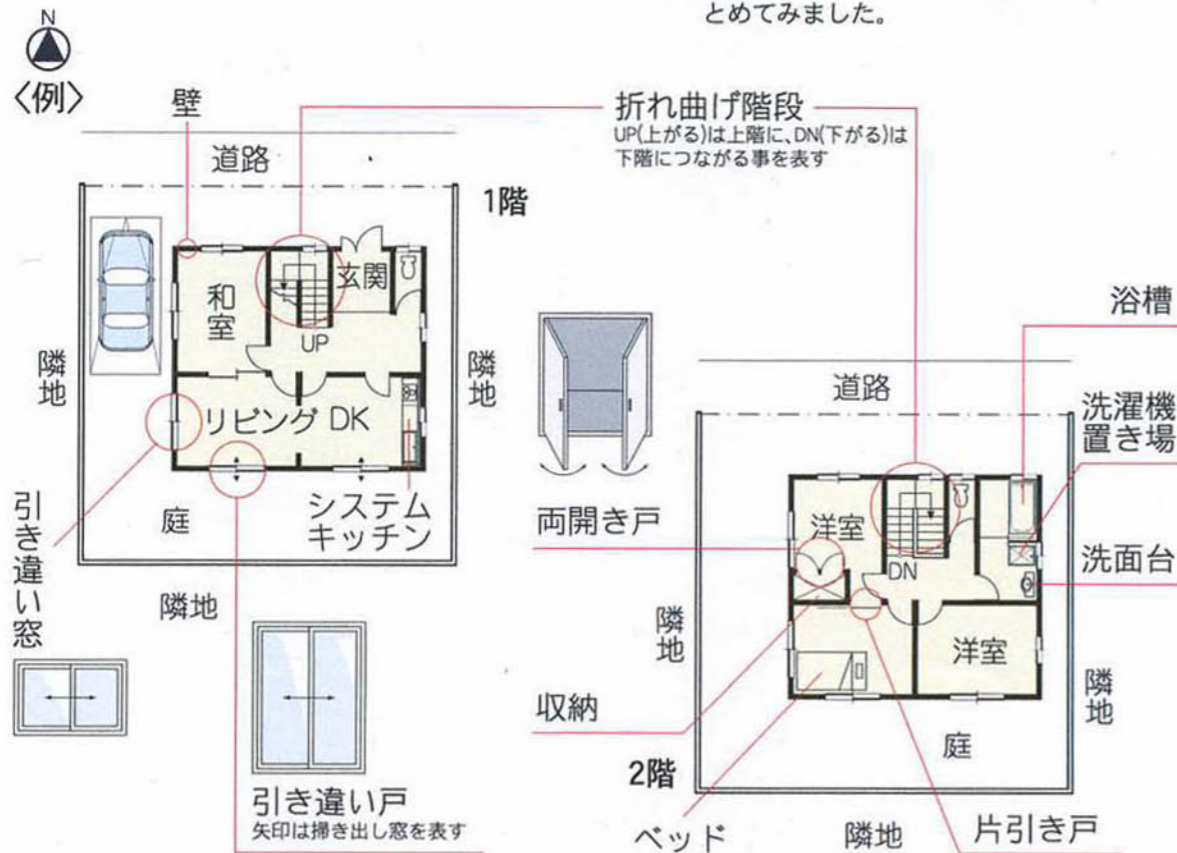 とめてみました。
N
〈例〉
壁
道路
1階
折れ曲げ階段
UP(上がる)は上階に、DN(下がる)は
下階につながる事を表す
和室
玄関
UP
隣地
隣地
リビング
DK
システム
キッチン
庭
引き違い窓
隣地
引き違い戸
矢印は掃き出し窓を表す
両開き戸
浴槽
道路
洗濯機
置き場
洗面台
洋室
DN
洋室
隣地
隣地
収納
庭
2階
ベッド
隣地
片引き戸